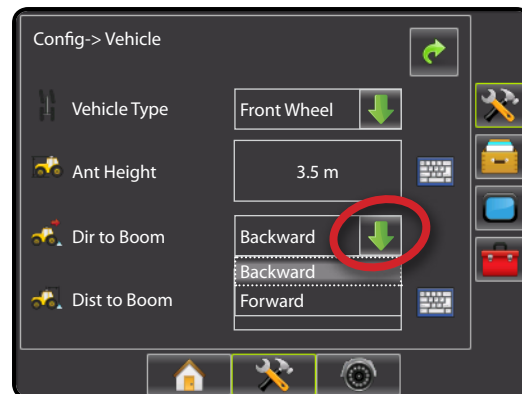 Config-> Vehicle
Vehicle Type Front Wheel
Ant Height 3.5 m
Dir to Boom Backward
Backward
Dist to Boom Forward